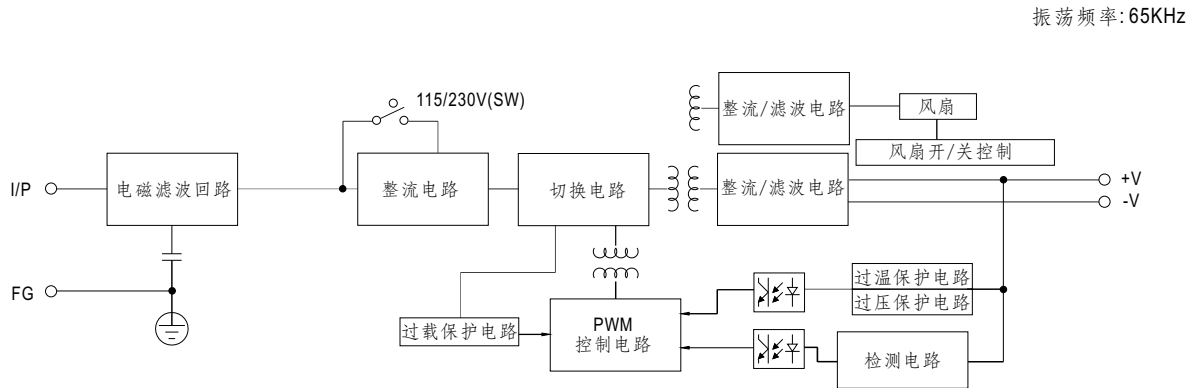 振荡频率:65KHz
115/230V(SW)
整流/滤波电路
风扇
风扇开/关控制
I/P
电磁滤波回路
整流电路
切换电路
整流/滤波电路
+V
-V
FG
过温保护电路
过压保护电路
过载保护电路
PWM
控制电路
检测电路